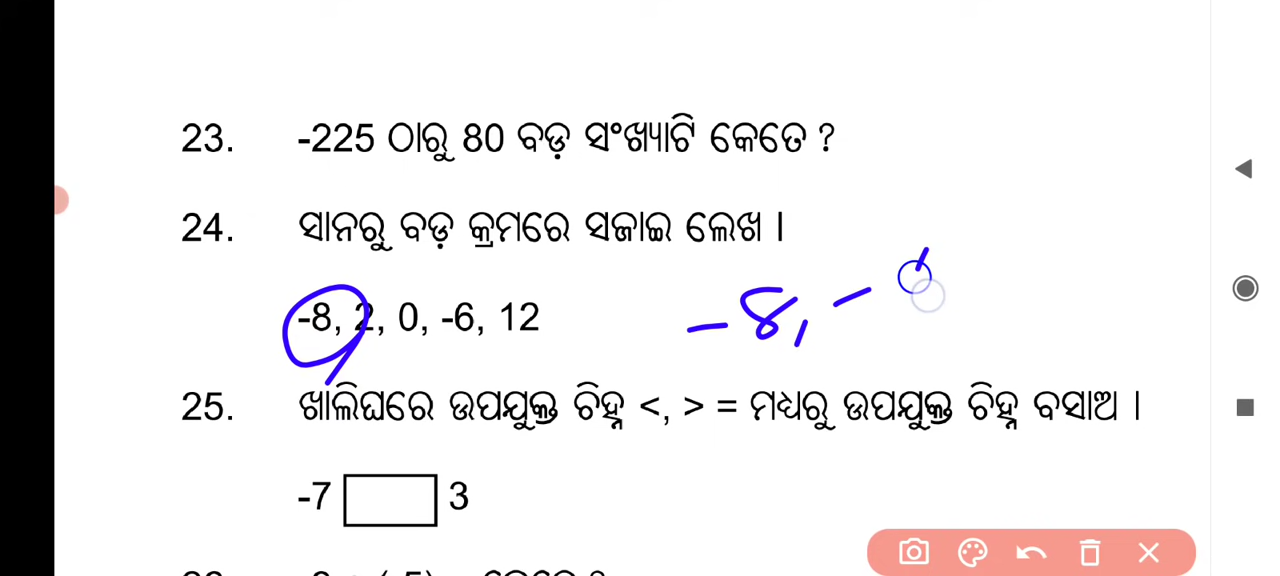 23. -225 ଠାରୁ 80 ବଡ଼ ସଂଖ୍ୟାଟି କେତେ ?
24. ସାନରୁ ବଡ଼ କ୍ରମରେ ସଜାଇ ଲେଖ ।
-8, 2, 0, -6, 12 -8, -
25. ଖାଲିଘରେ ଉପଯୁକ୍ତ ଚିହ୍ନ <, > = ମଧ୍ୟରୁ ଉପଯୁକ୍ତ ଚିହ୍ନ ବସାଅ ।
-7 3